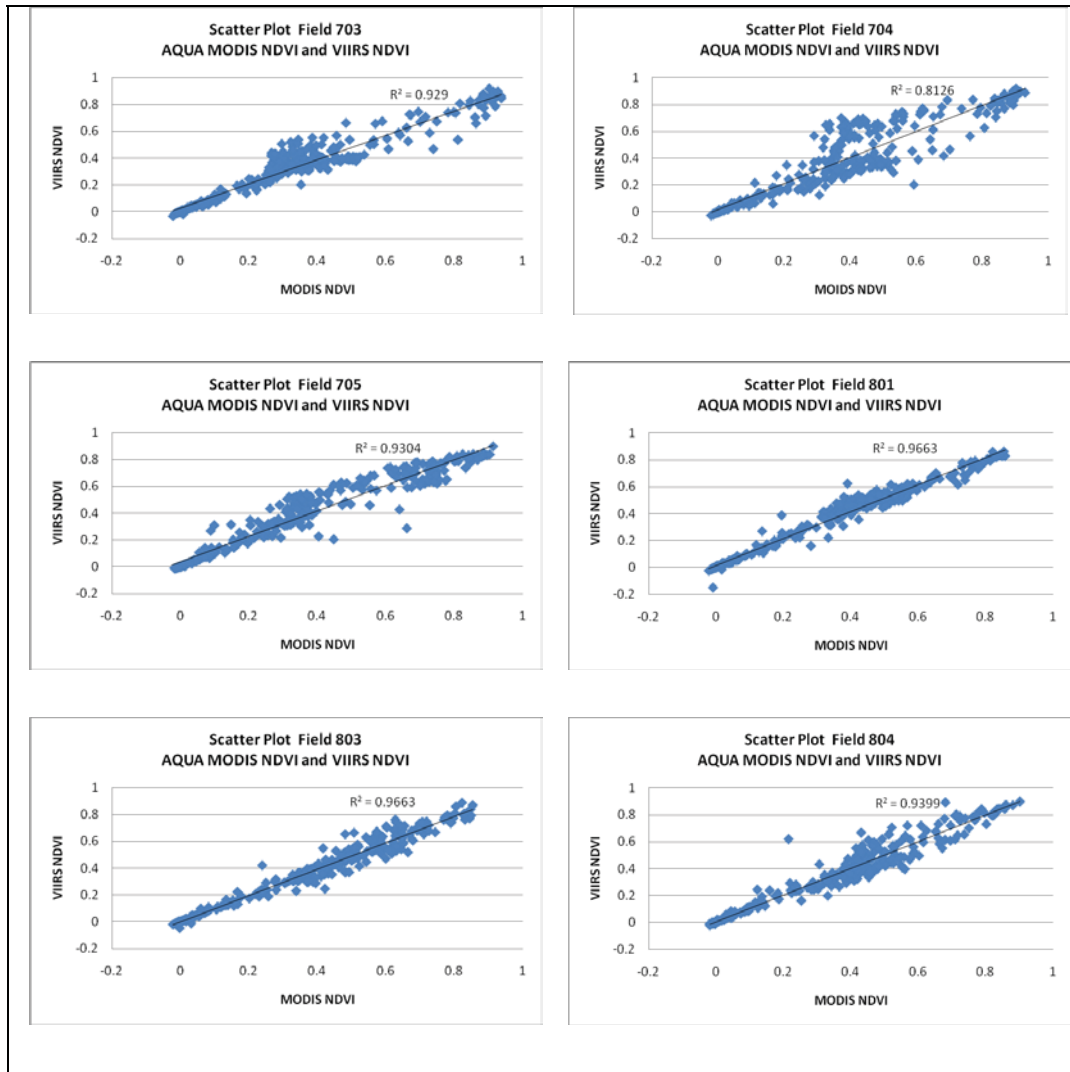 Scatter Plot Field 703
AQUA MODIS NDVI and VIIRS NDVI
R² = 0.929
1
0.8
0.6
0.4
0.2
0
-0.2
VIIRS NDVI
-0.2 0 0.2 0.4 0.6 0.8 1
MODIS NDVI
Scatter Plot Field 704
AQUA MODIS NDVI and VIIRS NDVI
R² = 0.8126
1
0.8
0.6
0.4
0.2
0
-0.2
VIIRS NDVI
-0.2 0 0.2 0.4 0.6 0.8 1
MOIDS NDVI
Scatter Plot Field 705
AQUA MODIS NDVI and VIIRS NDVI
R² = 0.9304
1
0.8
0.6
0.4
0.2
0
-0.2
VIIRS NDVI
-0.2 0 0.2 0.4 0.6 0.8 1
MODIS NDVI
Scatter Plot Field 801
AQUA MODIS NDVI and VIIRS NDVI
R² = 0.9663
1
0.8
0.6
0.4
0.2
0
-0.2
VIIRS NDVI
-0.2 0 0.2 0.4 0.6 0.8 1
MODIS NDVI
Scatter Plot Field 803
AQUA MODIS NDVI and VIIRS NDVI
R² = 0.9663
1
0.8
0.6
0.4
0.2
0
-0.2
VIIRS NDVI
-0.2 0 0.2 0.4 0.6 0.8 1
MODIS NDVI
Scatter Plot Field 804
AQUA MODIS NDVI and VIIRS NDVI
R² = 0.9399
1
0.8
0.6
0.4
0.2
0
-0.2
VIIRS NDVI
-0.2 0 0.2 0.4 0.6 0.8 1
MODIS NDVI